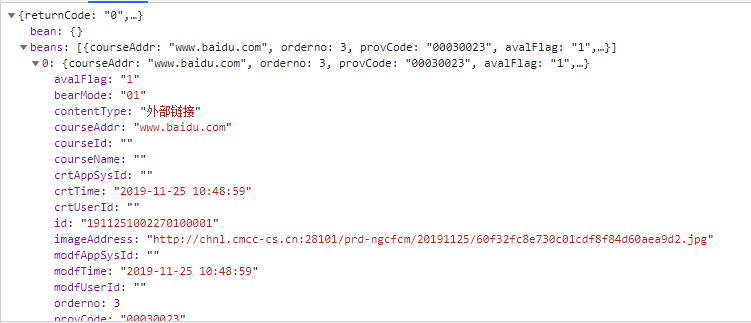 {returnCode: "0",…}
bean: {}
beans: [{courseAddr: "www.baidu.com", orderno: 3, provCode: "00030023", avalFlag: "1",…}]
0: {courseAddr: "www.baidu.com", orderno: 3, provCode: "00030023", avalFlag: "1",…}
avalFlag: "1"
bearMode: "01"
contentType: "外部链接"
courseAddr: "www.baidu.com"
courseId: ""
courseName: ""
crtAppSysId: ""
crtTime: "2019-11-25 10:48:59"
crtUserId: ""
id: "1911251002270100001"
imageAddress: "http://chnl.cmcc-cs.cn:28101/prd-ngcfcm/20191125/60f32fc8e730c01cdf8f84d60aea9d2.jpg"
modfAppSysId: ""
modfTime: "2019-11-25 10:48:59"
modfUserId: ""
orderno: 3
provCode: "00030023"